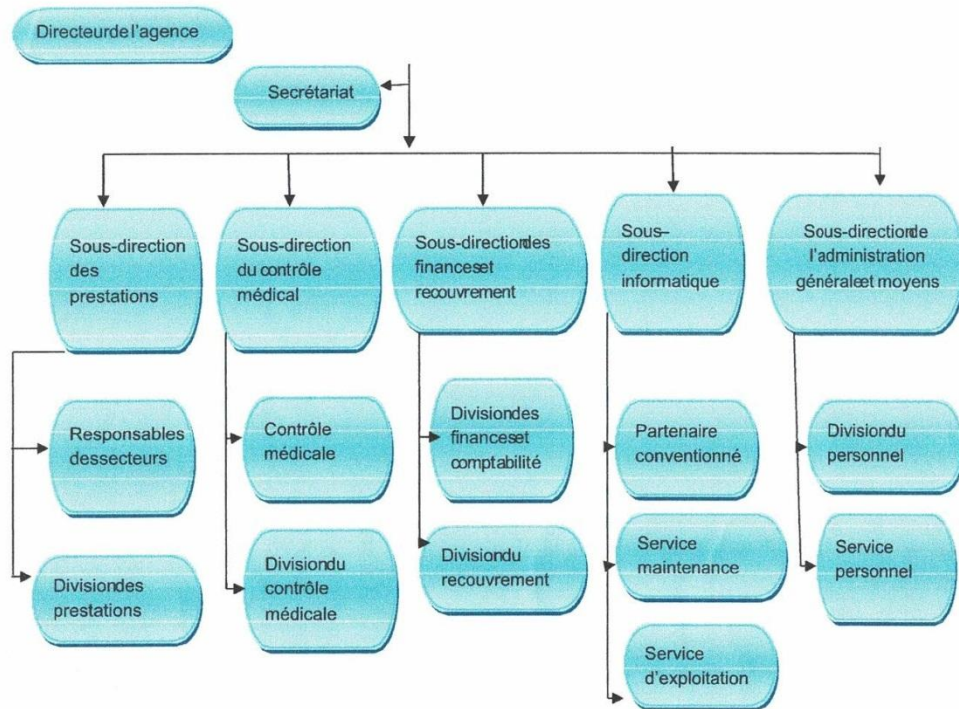 Directeurde l'agence
Secrétariat
Sous-direction
des
prestations
Sous-direction
du contrôle
médical
Sous-directiondes
financeset
recouvrement
Sous–
direction
informatique
Sous-directionde
l'administration
généraleet moyens
Responsables
dessecteurs
Contrôle
médicale
Divisiondes
financeset
comptabilité
Partenaire
conventionné
Divisiondu
personnel
Divisiondes
prestations
Divisiondu
contrôle
médicale
Divisiondu
recouvrement
Service
maintenance
Service
personnel
Service
d'exploitation